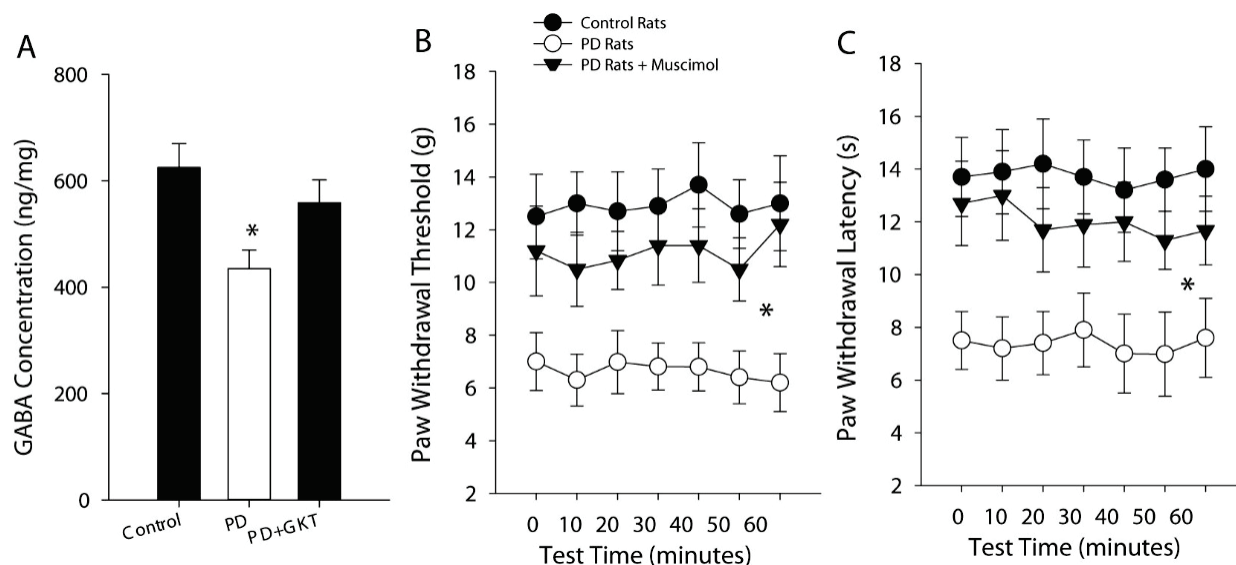 A
GABA Concentration (ng/mg)
800
600
400
200
0
*
Control
PD
PD+GKT
Control Rats
PD Rats
PD Rats + Muscimol
B
Paw Withdrawal Threshold (g)
18
16
14
12
10
8
6
4
2
*
0 10 20 30 40 50 60
Test Time (minutes)
C
Paw Withdrawal Latency (s)
18
16
14
12
10
8
6
4
2
*
0 10 20 30 40 50 60
Test Time (minutes)